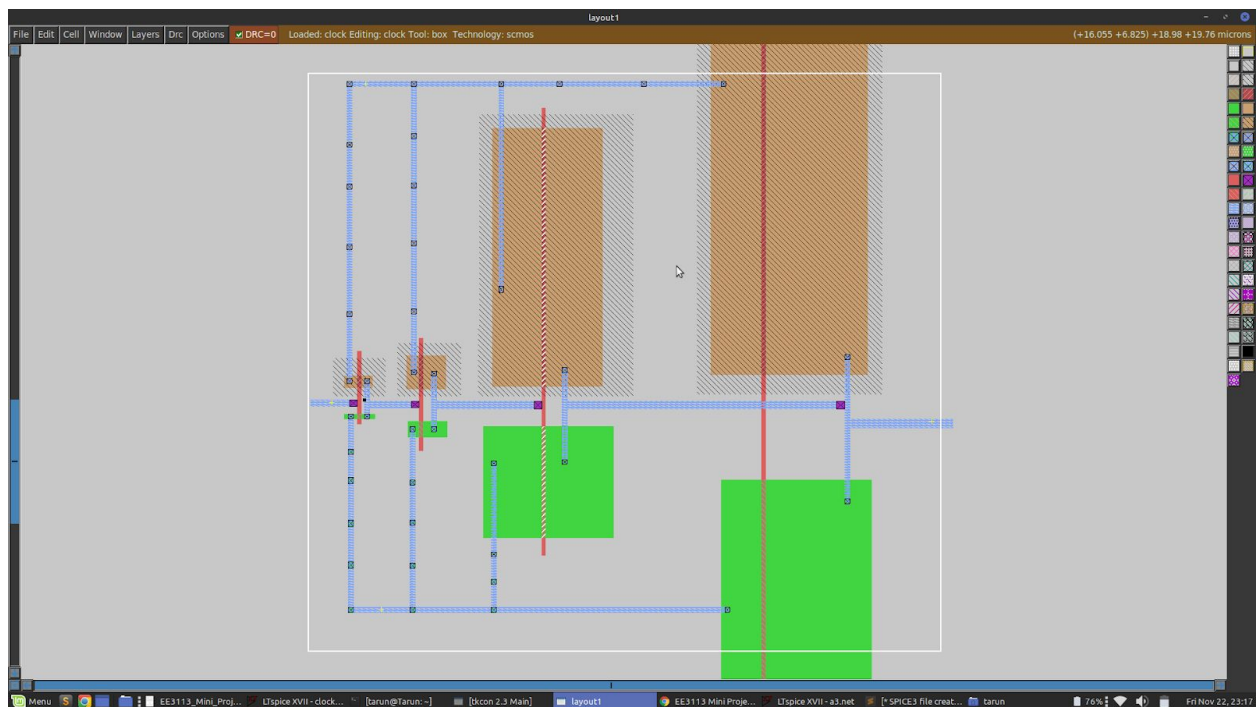 layout1
File Edit Cell Window Layers Drc Options DRC=0 Loaded: clock Editing: clock Tool: box Technology: scmos (+16.055 +6.825) +18.98 +19.76 microns
Menu EE3113_Mini_Proj... LTspice XVII - clock... [tarun@Tarun: ~] [tkcon 2.3 Main] layout1 EE3113 Mini Proje... LTspice XVII - a3.net [* SPICE3 file creat... tarun 76% Fri Nov 22, 23:17